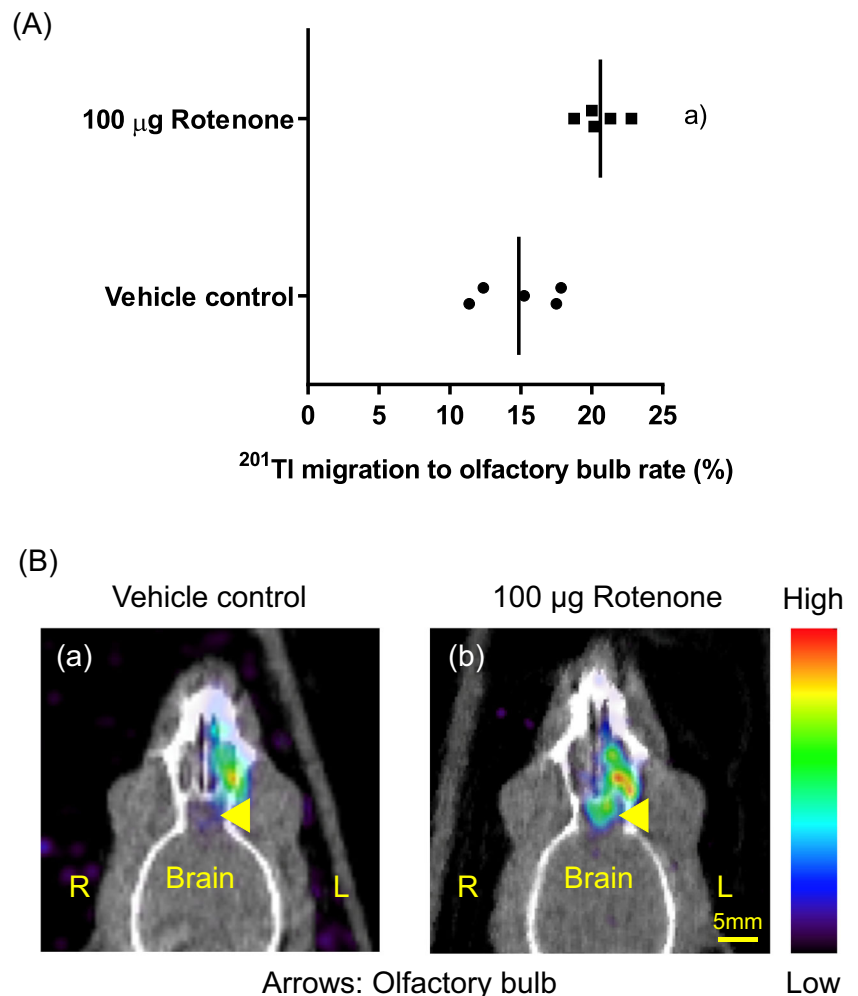 (A)
100 μg Rotenone
a)
Vehicle control
0 5 10 15 20 25
201Tl migration to olfactory bulb rate (%)
(B)
Vehicle control 100 µg Rotenone High
(a) (b)
Brain Brain
R L R L
5mm
Arrows: Olfactory bulb Low